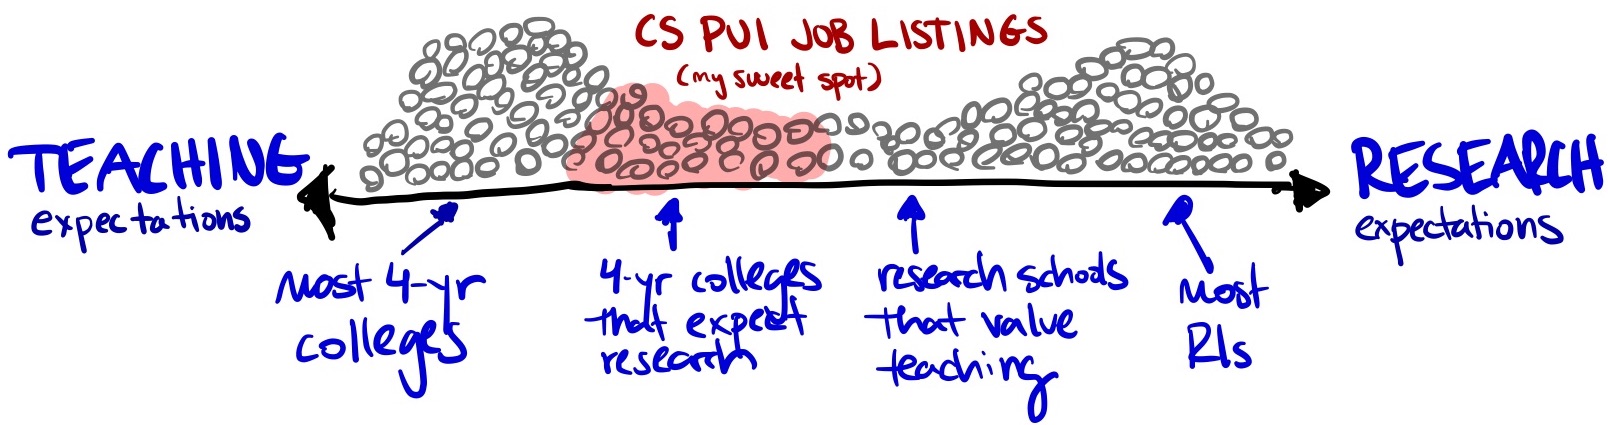 CS PUI JOB LISTINGS
(my sweet spot)
TEACHING
expectations
RESEARCH
expectations
most 4-yr
colleges
4-yr colleges
that expect
research
research schools
that value
teaching
most
R1s